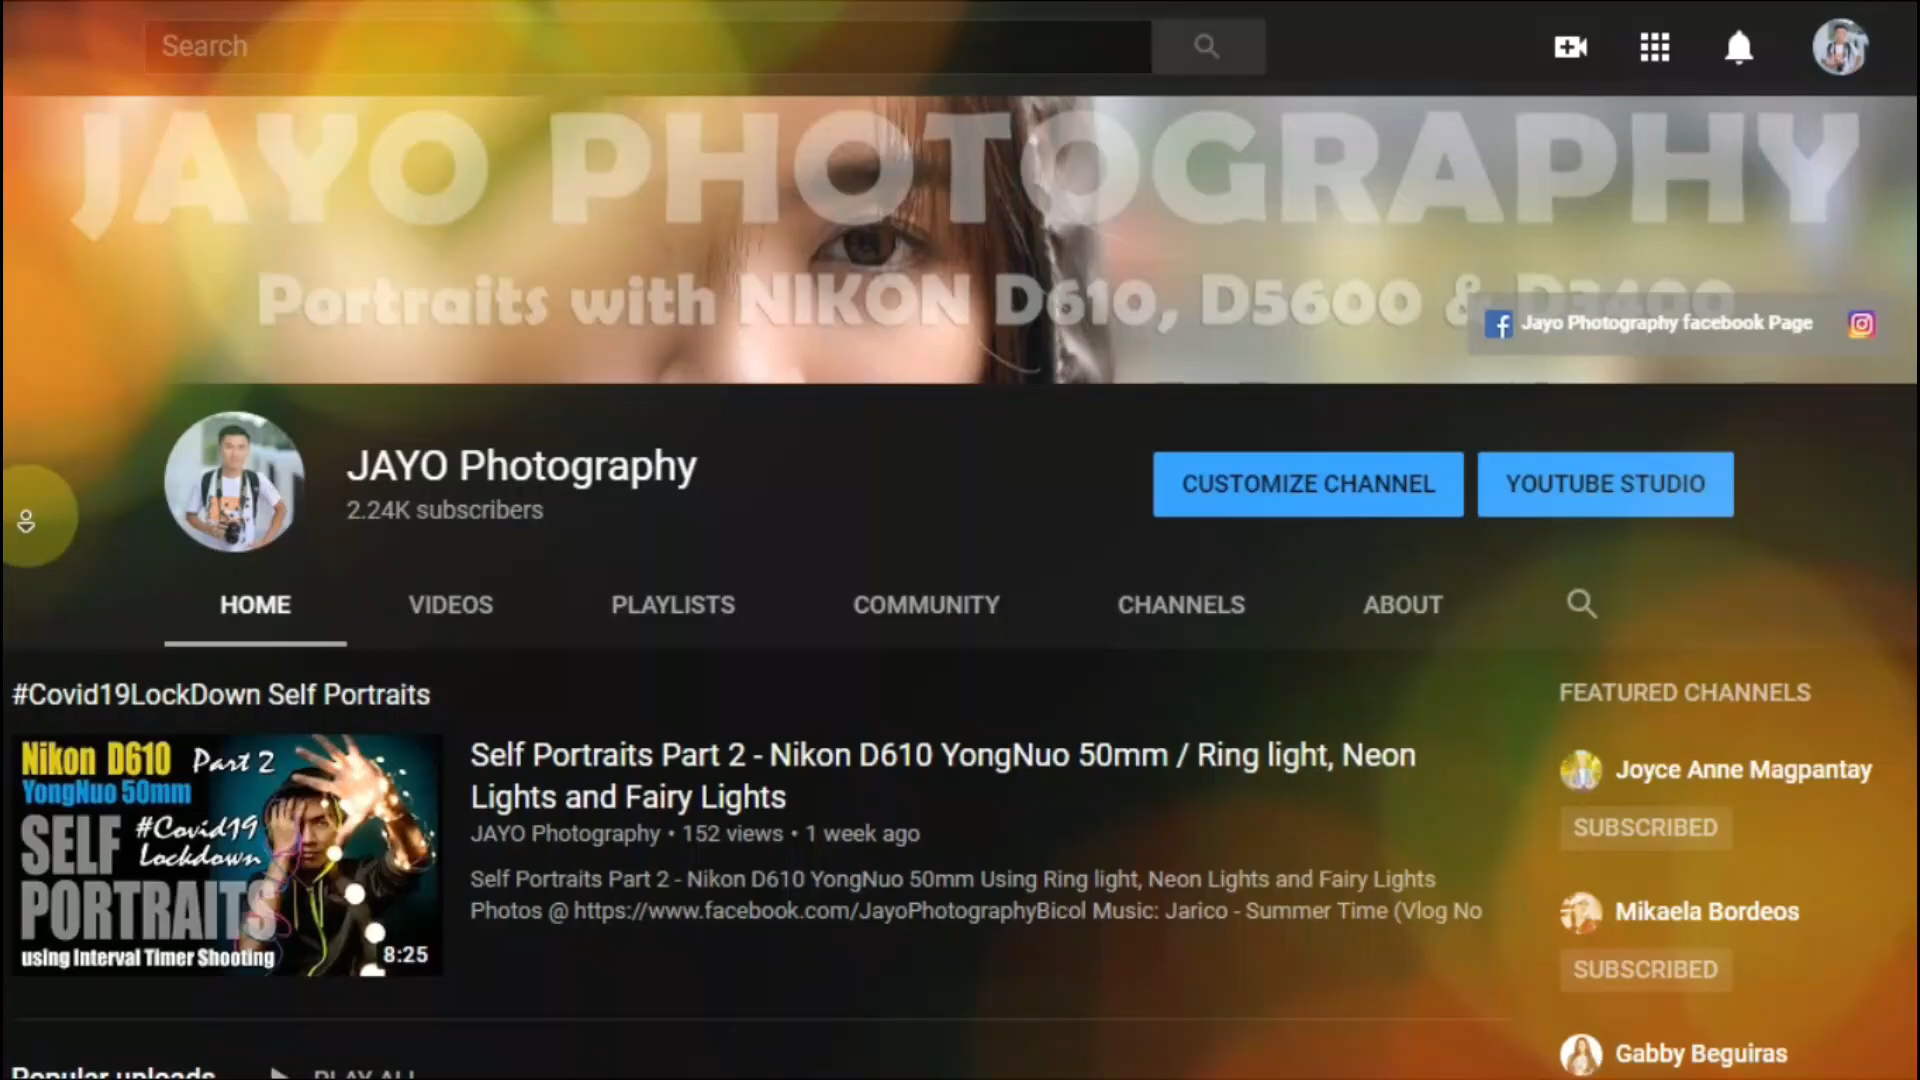 Search
JAYO PHOTOGRAPHY
Portraits with NIKON D610, D5600 & D3400
Jayo Photography facebook Page
JAYO Photography
2.24K subscribers
CUSTOMIZE CHANNEL
YOUTUBE STUDIO
HOME VIDEOS PLAYLISTS COMMUNITY CHANNELS ABOUT
#Covid19LockDown Self Portraits
Nikon D610 Part 2
YongNuo 50mm
#Covid19
Lockdown
SELF
PORTRAITS
using Interval Timer Shooting
8:25
Self Portraits Part 2 - Nikon D610 YongNuo 50mm / Ring light, Neon
Lights and Fairy Lights
JAYO Photography • 152 views • 1 week ago
Self Portraits Part 2 - Nikon D610 YongNuo 50mm Using Ring light, Neon Lights and Fairy Lights
Photos @ https://www.facebook.com/JayoPhotographyBicol Music: Jarico - Summer Time (Vlog No
FEATURED CHANNELS
Joyce Anne Magpantay
SUBSCRIBED
Mikaela Bordeos
SUBSCRIBED
Gabby Beguiras
Popular uploads PLAY ALL